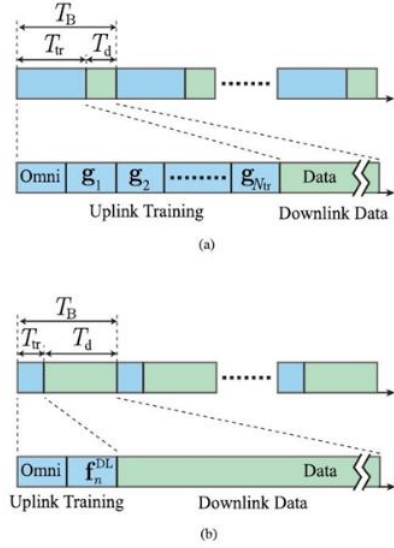 T_B
T_tr T_d
Omni g_1 g_2 ........ g_Ntr Data
Uplink Training Downlink Data
(a)
T_B
T_tr T_d
Omni f_n^DL Data
Uplink Training Downlink Data
(b)